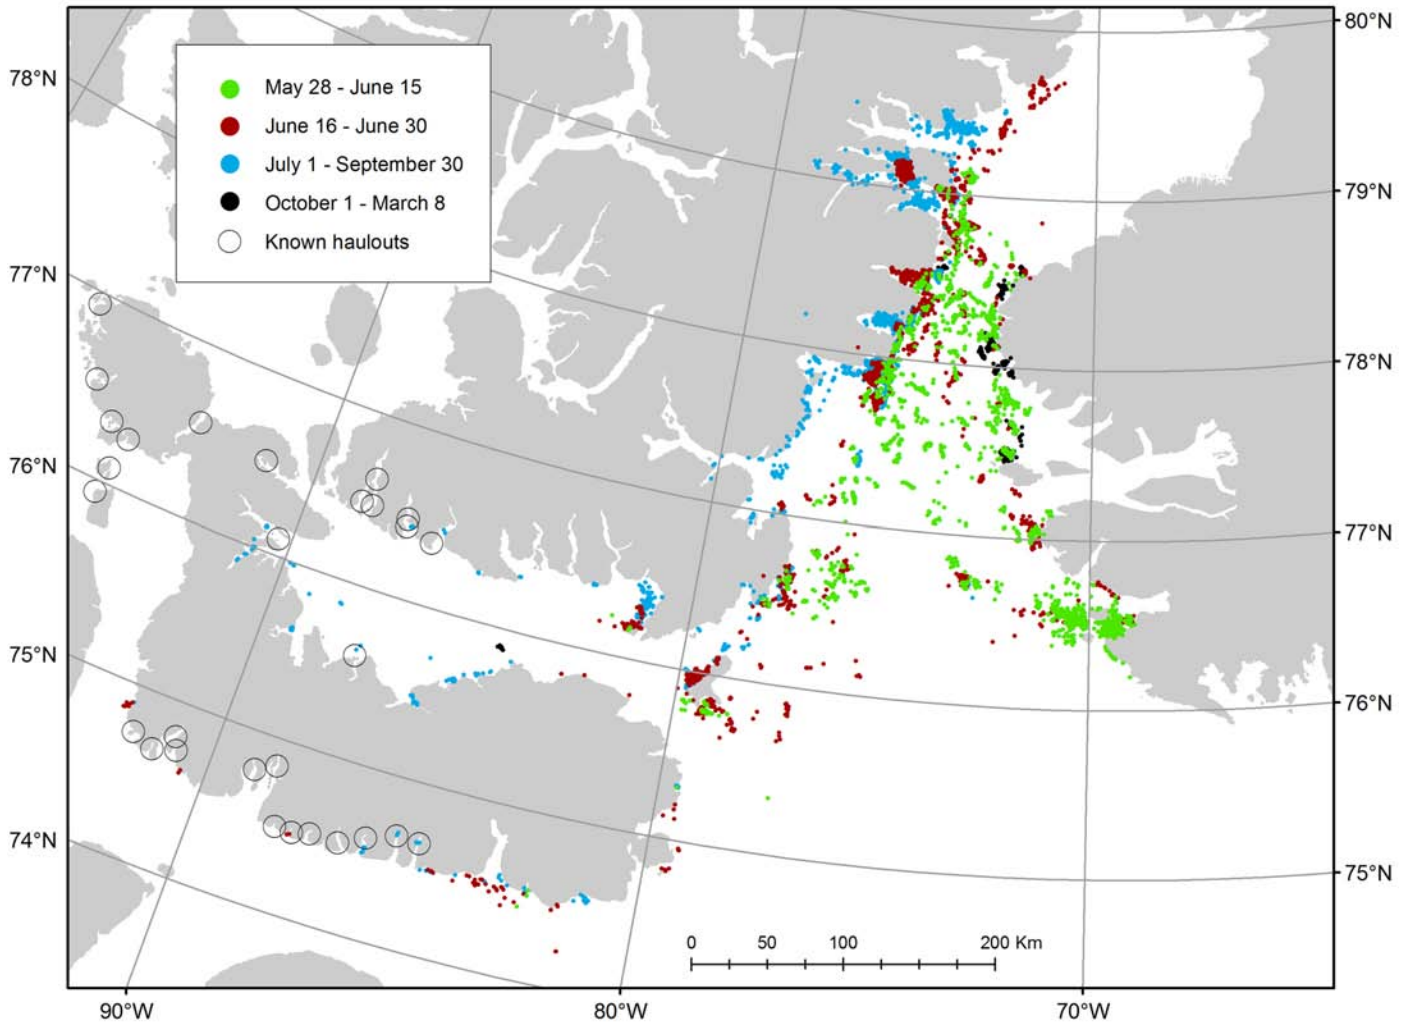 80°N
78°N
May 28 - June 15
June 16 - June 30
July 1 - September 30
October 1 - March 8
Known haulouts
79°N
77°N
78°N
76°N
77°N
75°N
76°N
74°N
75°N
0 50 100 200 Km
90°W 80°W 70°W